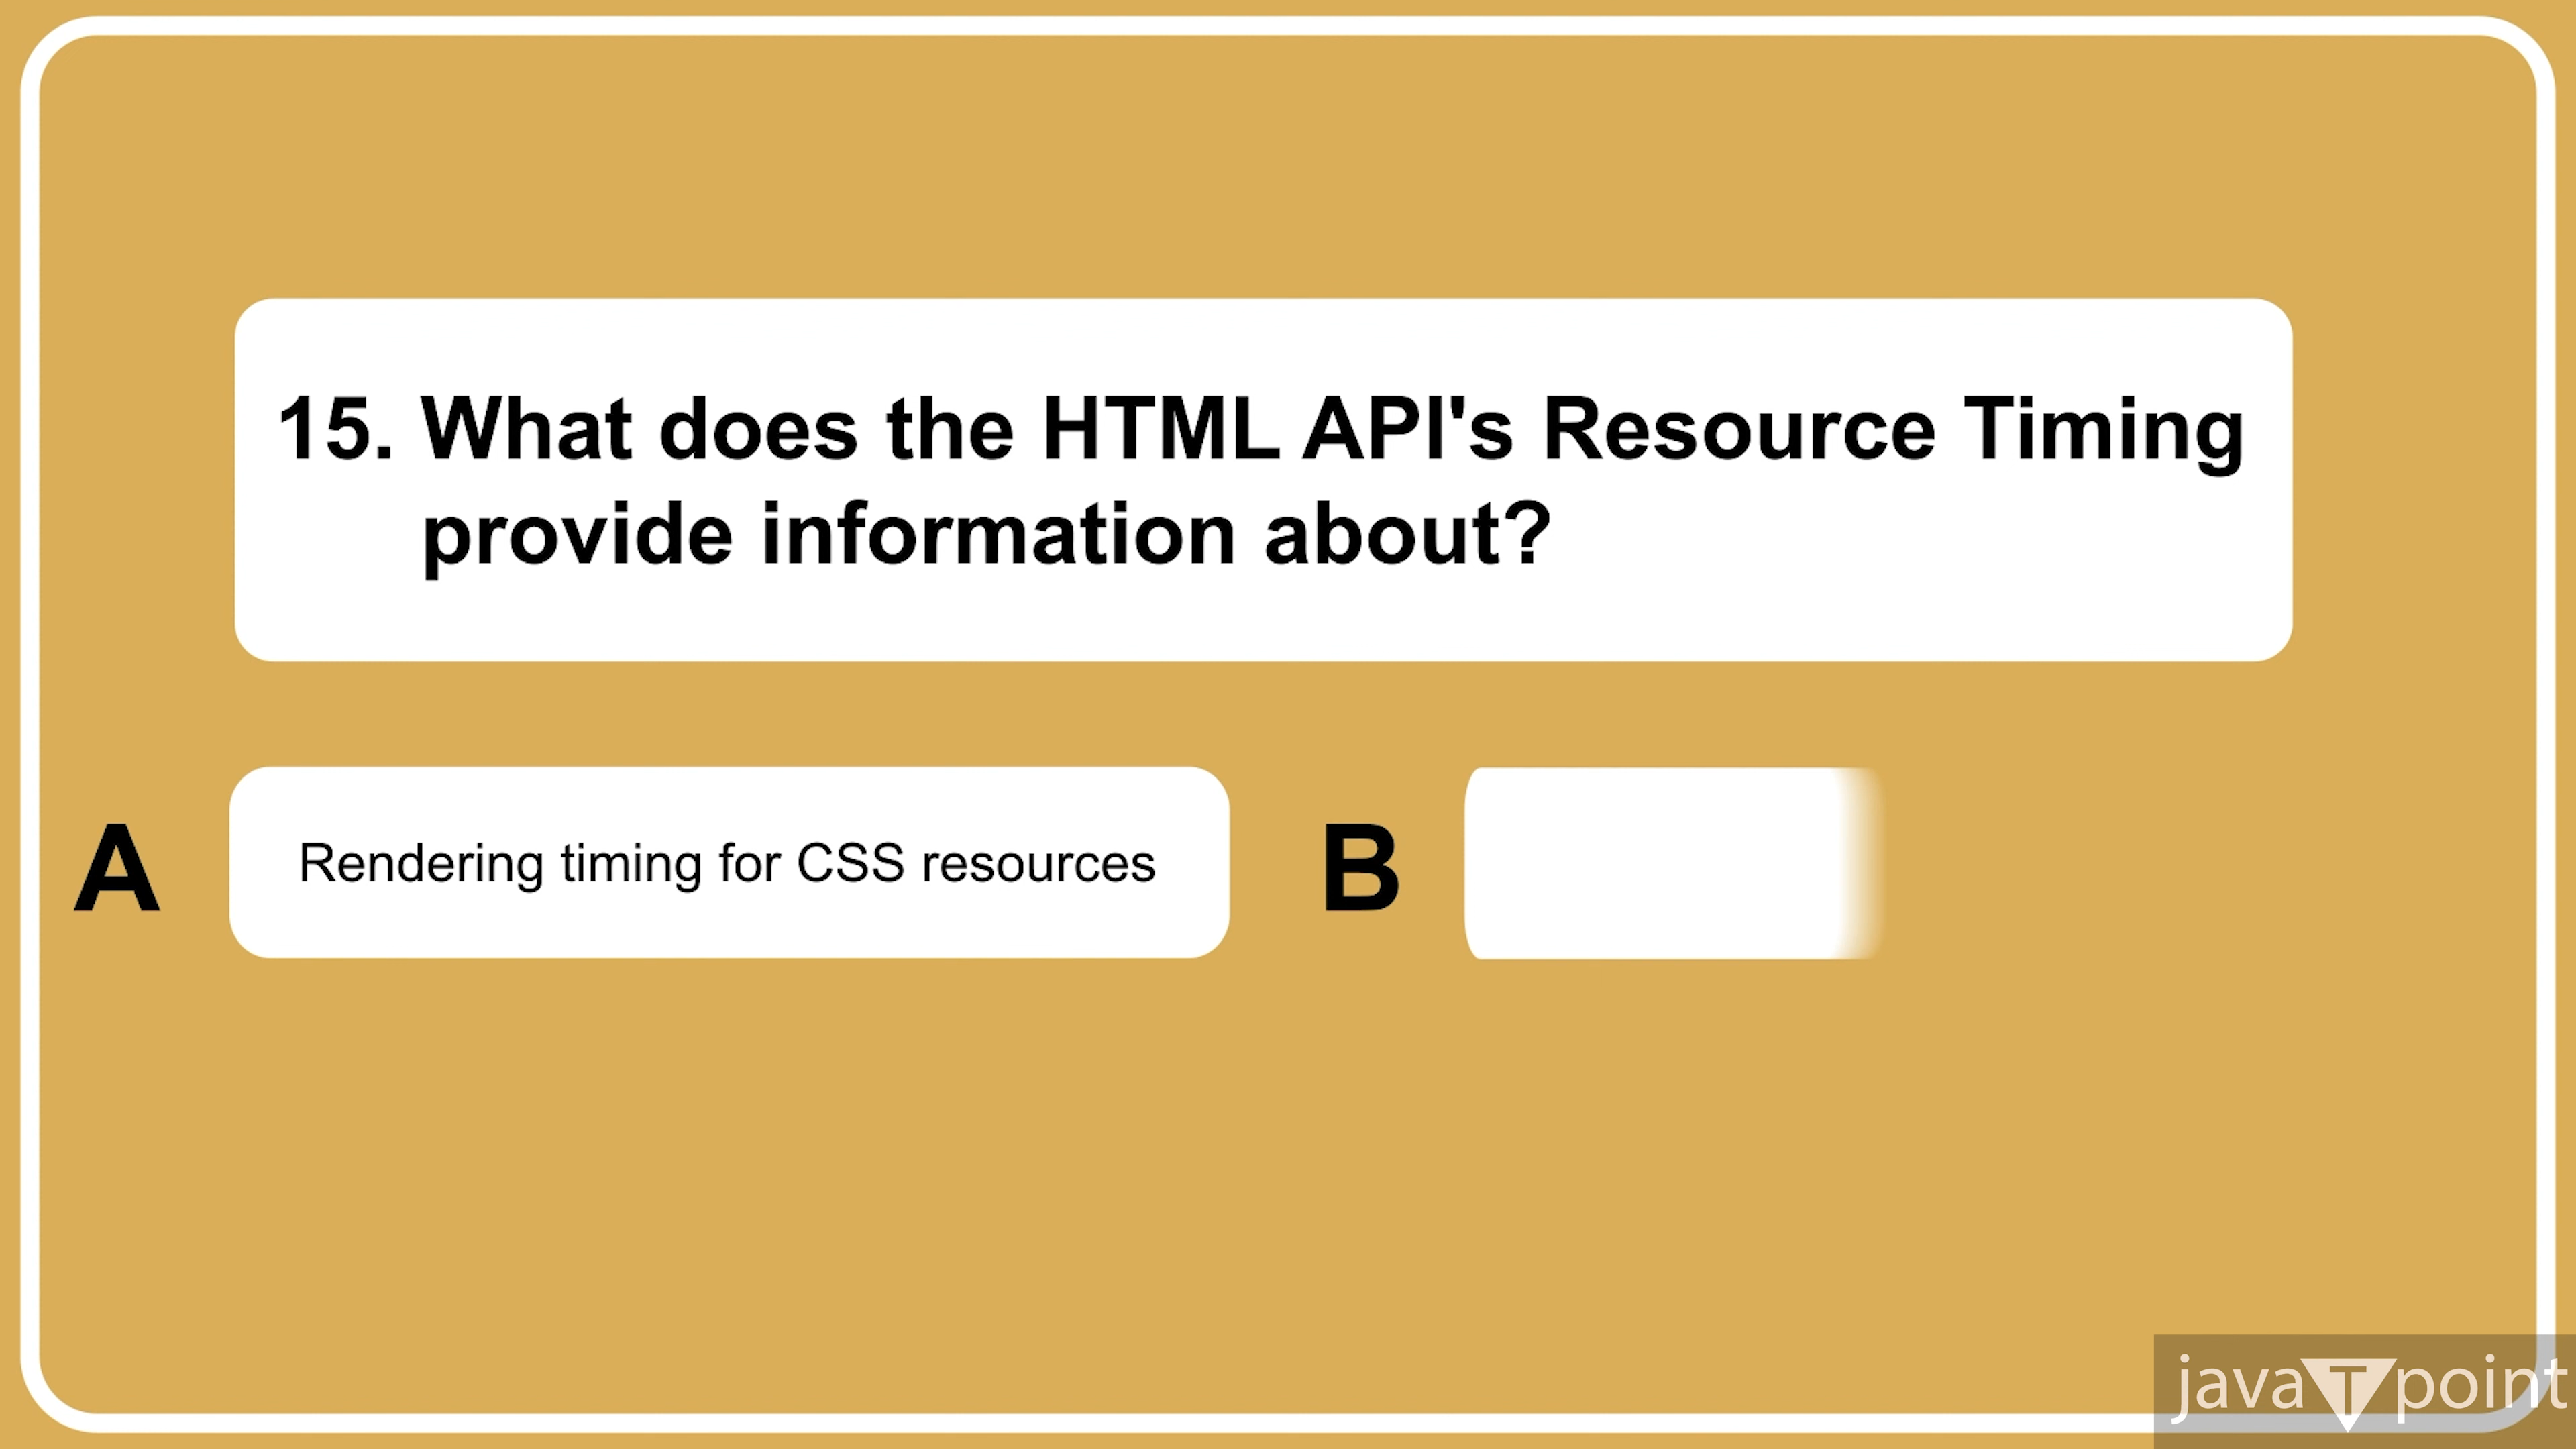 15. What does the HTML API's Resource Timing
provide information about?
A
Rendering timing for CSS resources
B
javaTpoint